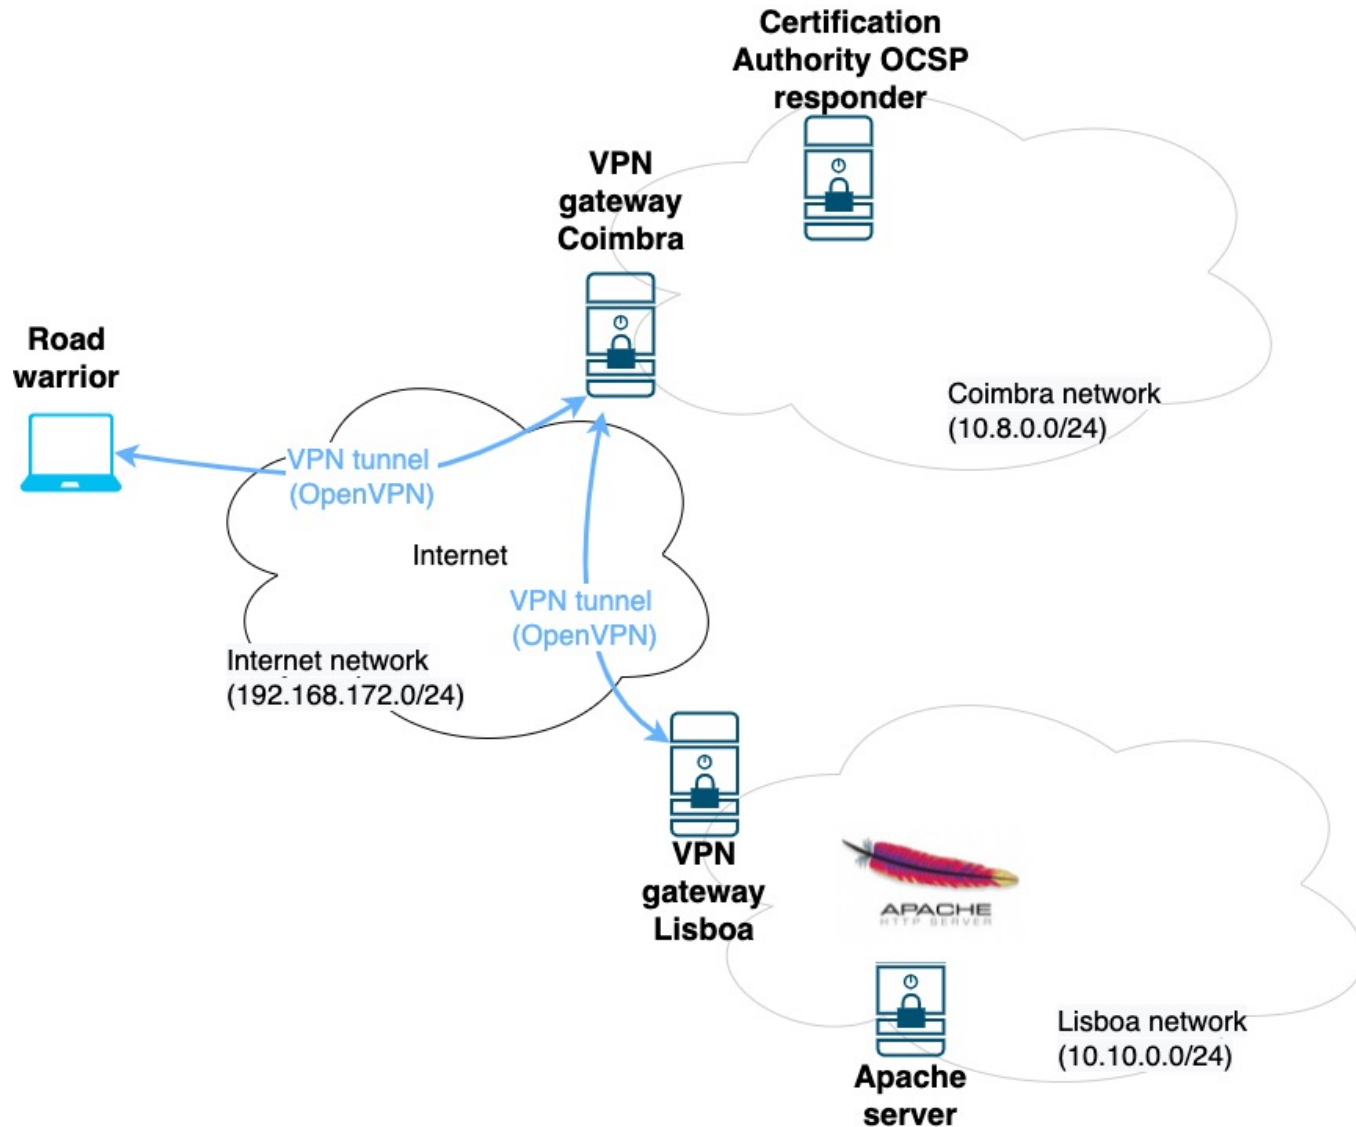 Certification
Authority OCSP
responder
VPN
gateway
Coimbra
Road
warrior
Coimbra network
(10.8.0.0/24)
VPN tunnel
(OpenVPN)
Internet
VPN tunnel
(OpenVPN)
Internet network
(192.168.172.0/24)
VPN
gateway
Lisboa
APACHE
HTTP SERVER
Lisboa network
(10.10.0.0/24)
Apache
server